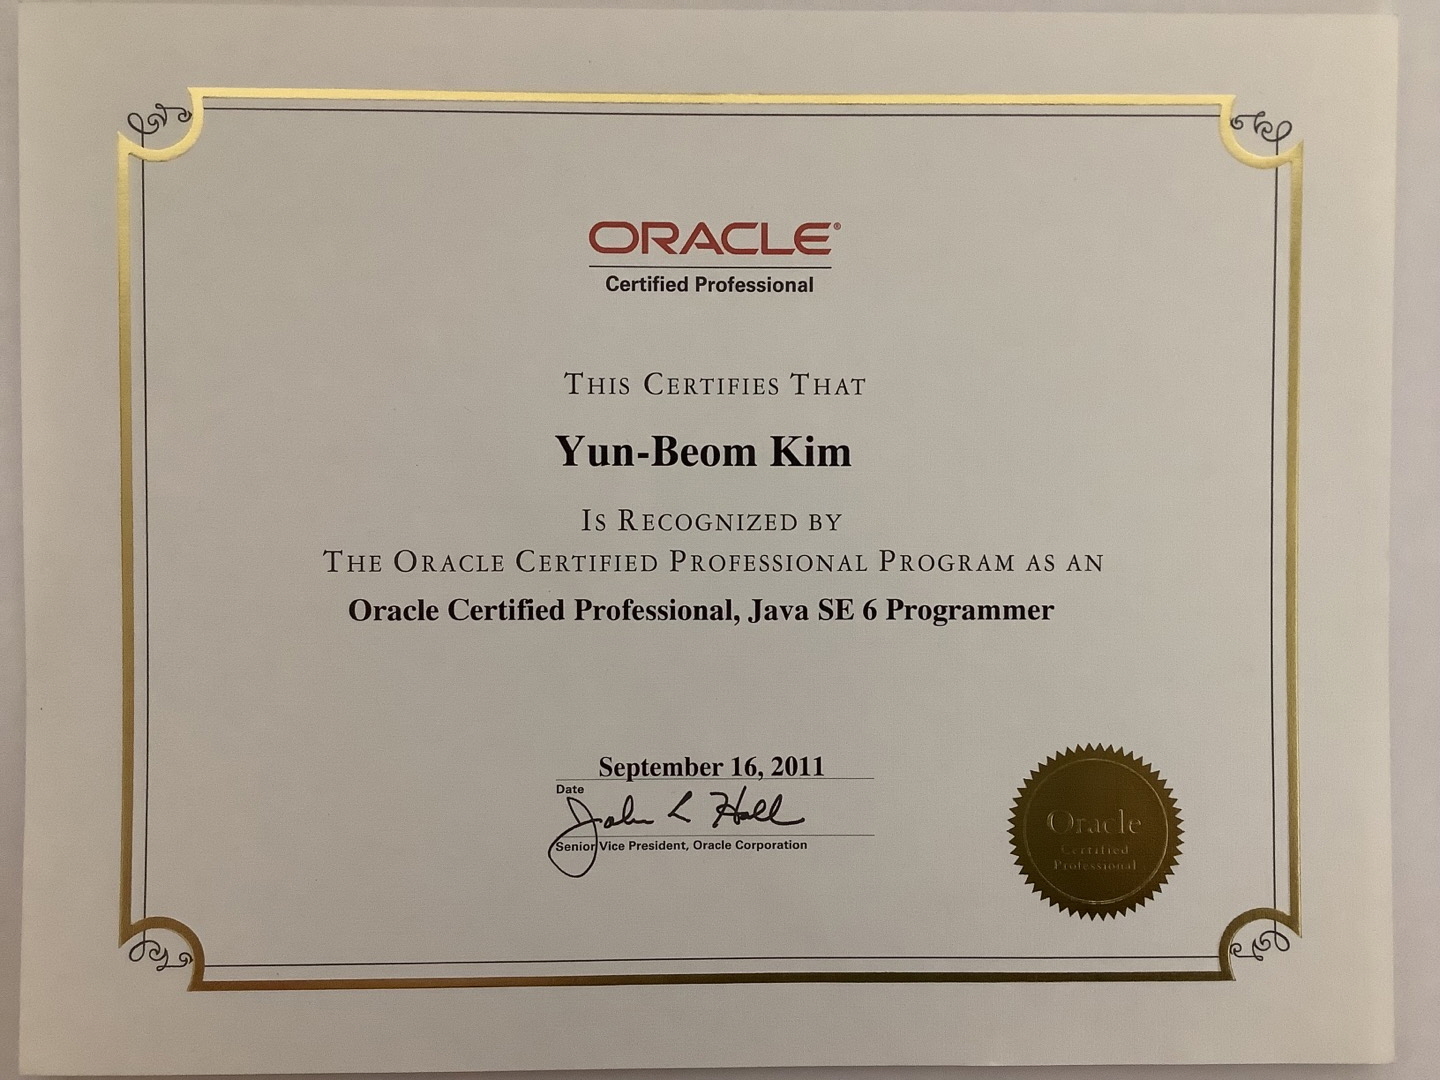 ORACLE®
Certified Professional
THIS CERTIFIES THAT
Yun-Beom Kim
IS RECOGNIZED BY
THE ORACLE CERTIFIED PROFESSIONAL PROGRAM AS AN
Oracle Certified Professional, Java SE 6 Programmer
September 16, 2011
Date
John L Hall
Senior Vice President, Oracle Corporation
Oracle
Certified
Professional